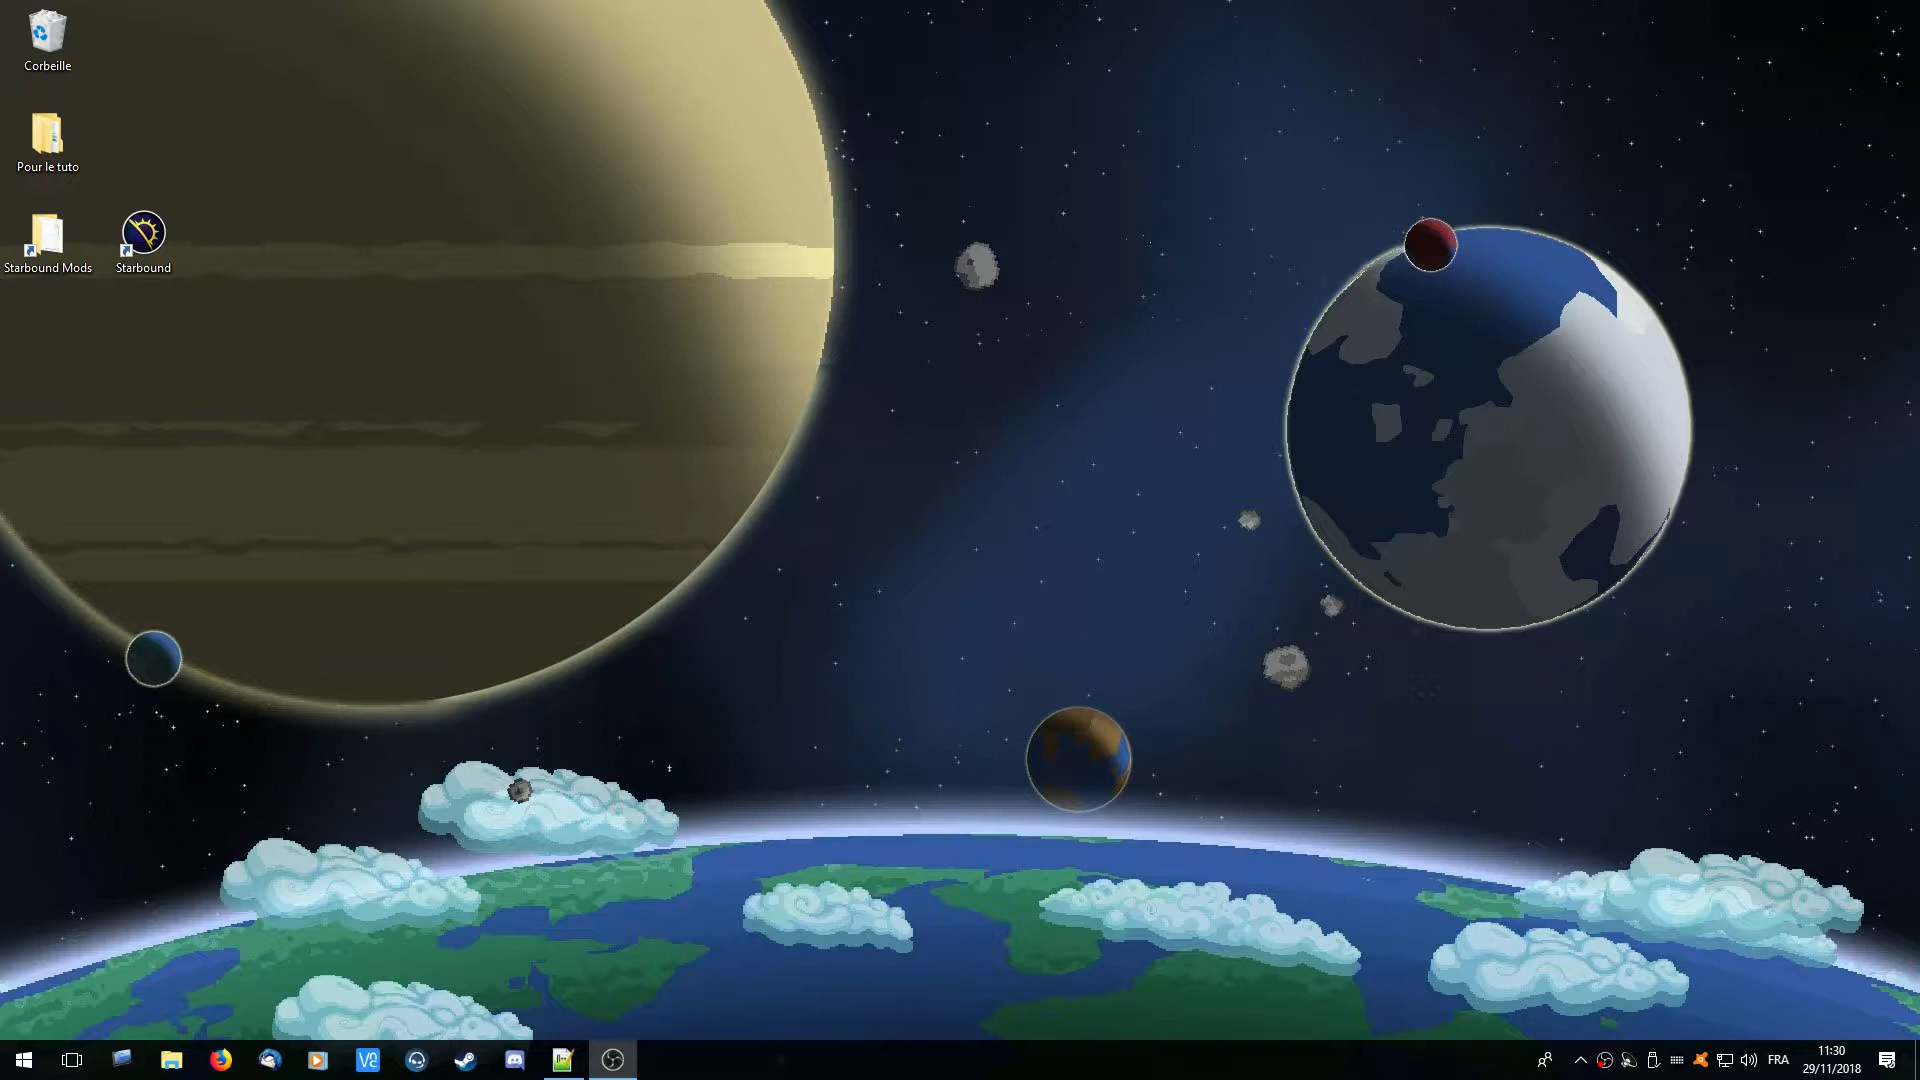 Corbeille
Pour le tuto
Starbound Mods
Starbound
FRA
11:30
29/11/2018